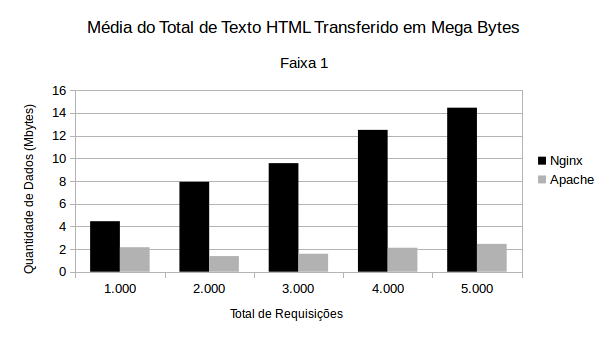 Média do Total de Texto HTML Transferido em Mega Bytes
Faixa 1
Quantidade de Dados (Mbytes)
16
14
12
10
8
6
4
2
0
1.000 2.000 3.000 4.000 5.000
Total de Requisições
Nginx
Apache